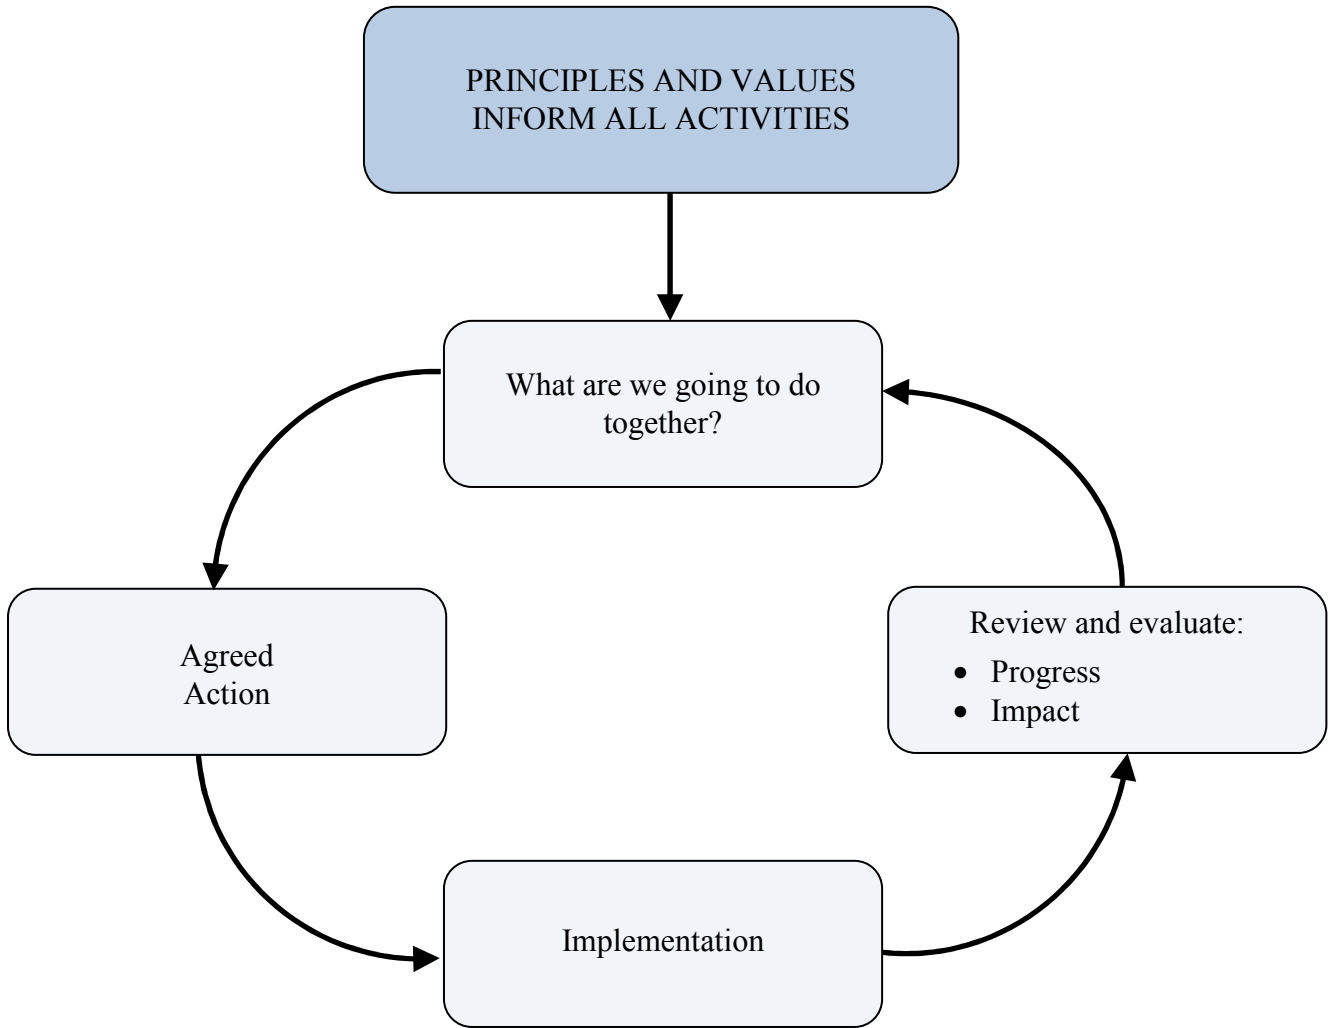 PRINCIPLES AND VALUES
INFORM ALL ACTIVITIES
What are we going to do
together?
Agreed
Action
Review and evaluate:
• Progress
• Impact
Implementation